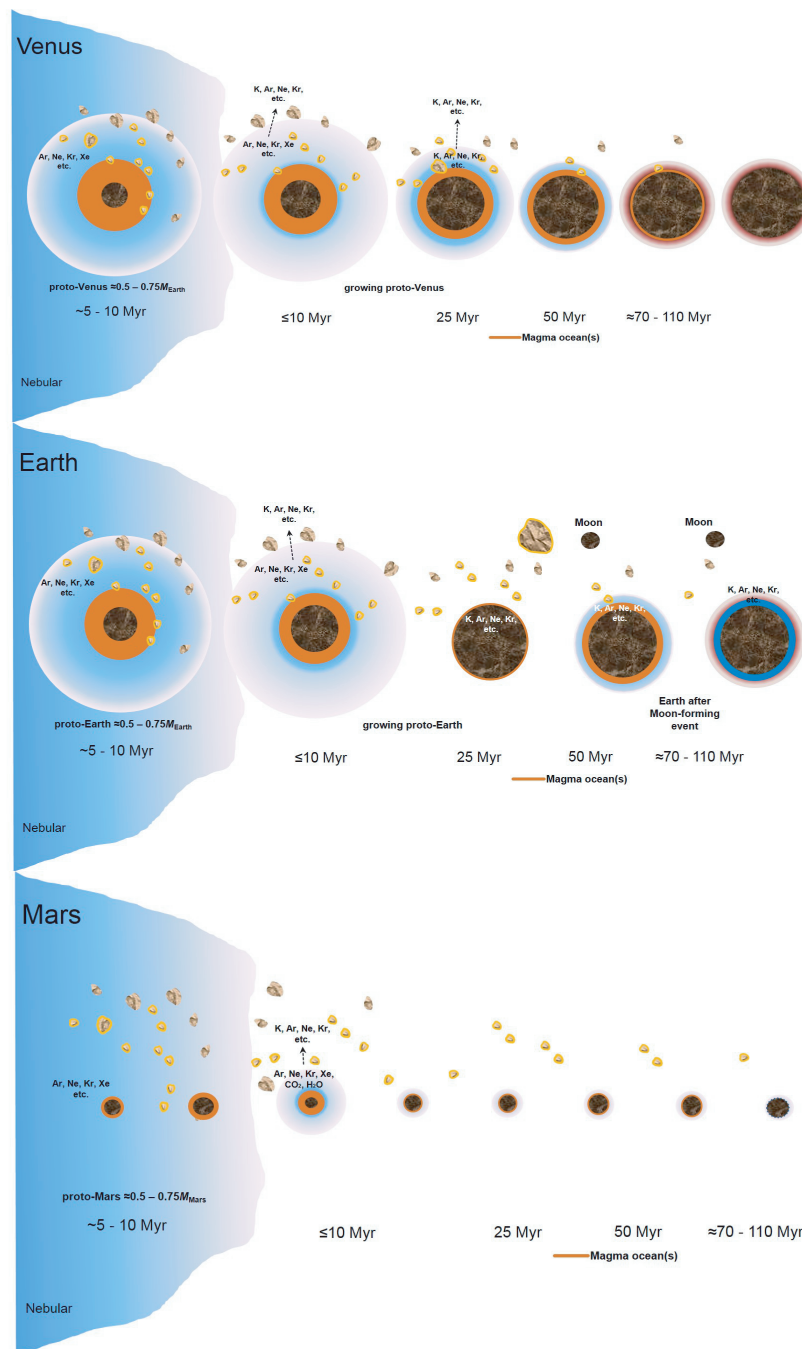 Venus
K, Ar, Ne, Kr,
etc.
K, Ar, Ne, Kr,
etc.
Ar, Ne, Kr, Xe
etc.
Ar, Ne, Kr, Xe
etc.
K, Ar, Ne, Kr,
etc.
proto-Venus ≈0.5 – 0.75MEarth
growing proto-Venus
~5 - 10 Myr
≤10 Myr
25 Myr
50 Myr
≈70 - 110 Myr
Magma ocean(s)
Nebular
Earth
K, Ar, Ne, Kr,
etc.
Moon
Moon
Ar, Ne, Kr, Xe
etc.
Ar, Ne, Kr, Xe
etc.
K, Ar, Ne, Kr,
etc.
K, Ar, Ne, Kr,
etc.
K, Ar, Ne, Kr,
etc.
proto-Earth ≈0.5 – 0.75MEarth
growing proto-Earth
Earth after
Moon-forming
event
~5 - 10 Myr
≤10 Myr
25 Myr
50 Myr
≈70 - 110 Myr
Magma ocean(s)
Nebular
Mars
K, Ar, Ne, Kr,
etc.
Ar, Ne, Kr, Xe
etc.
Ar, Ne, Kr, Xe,
CO₂, H₂O
proto-Mars ≈0.5 – 0.75MMars
~5 - 10 Myr
≤10 Myr
25 Myr
50 Myr
≈70 - 110 Myr
Magma ocean(s)
Nebular